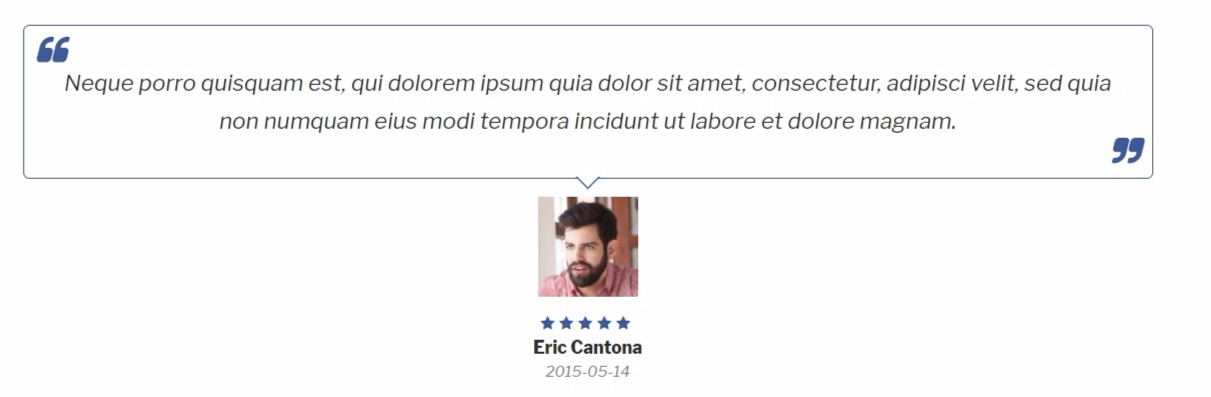 “
Neque porro quisquam est, qui dolorem ipsum quia dolor sit amet, consectetur, adipisci velit, sed quia
non numquam eius modi tempora incidunt ut labore et dolore magnam.
”
Eric Cantona
2015-05-14